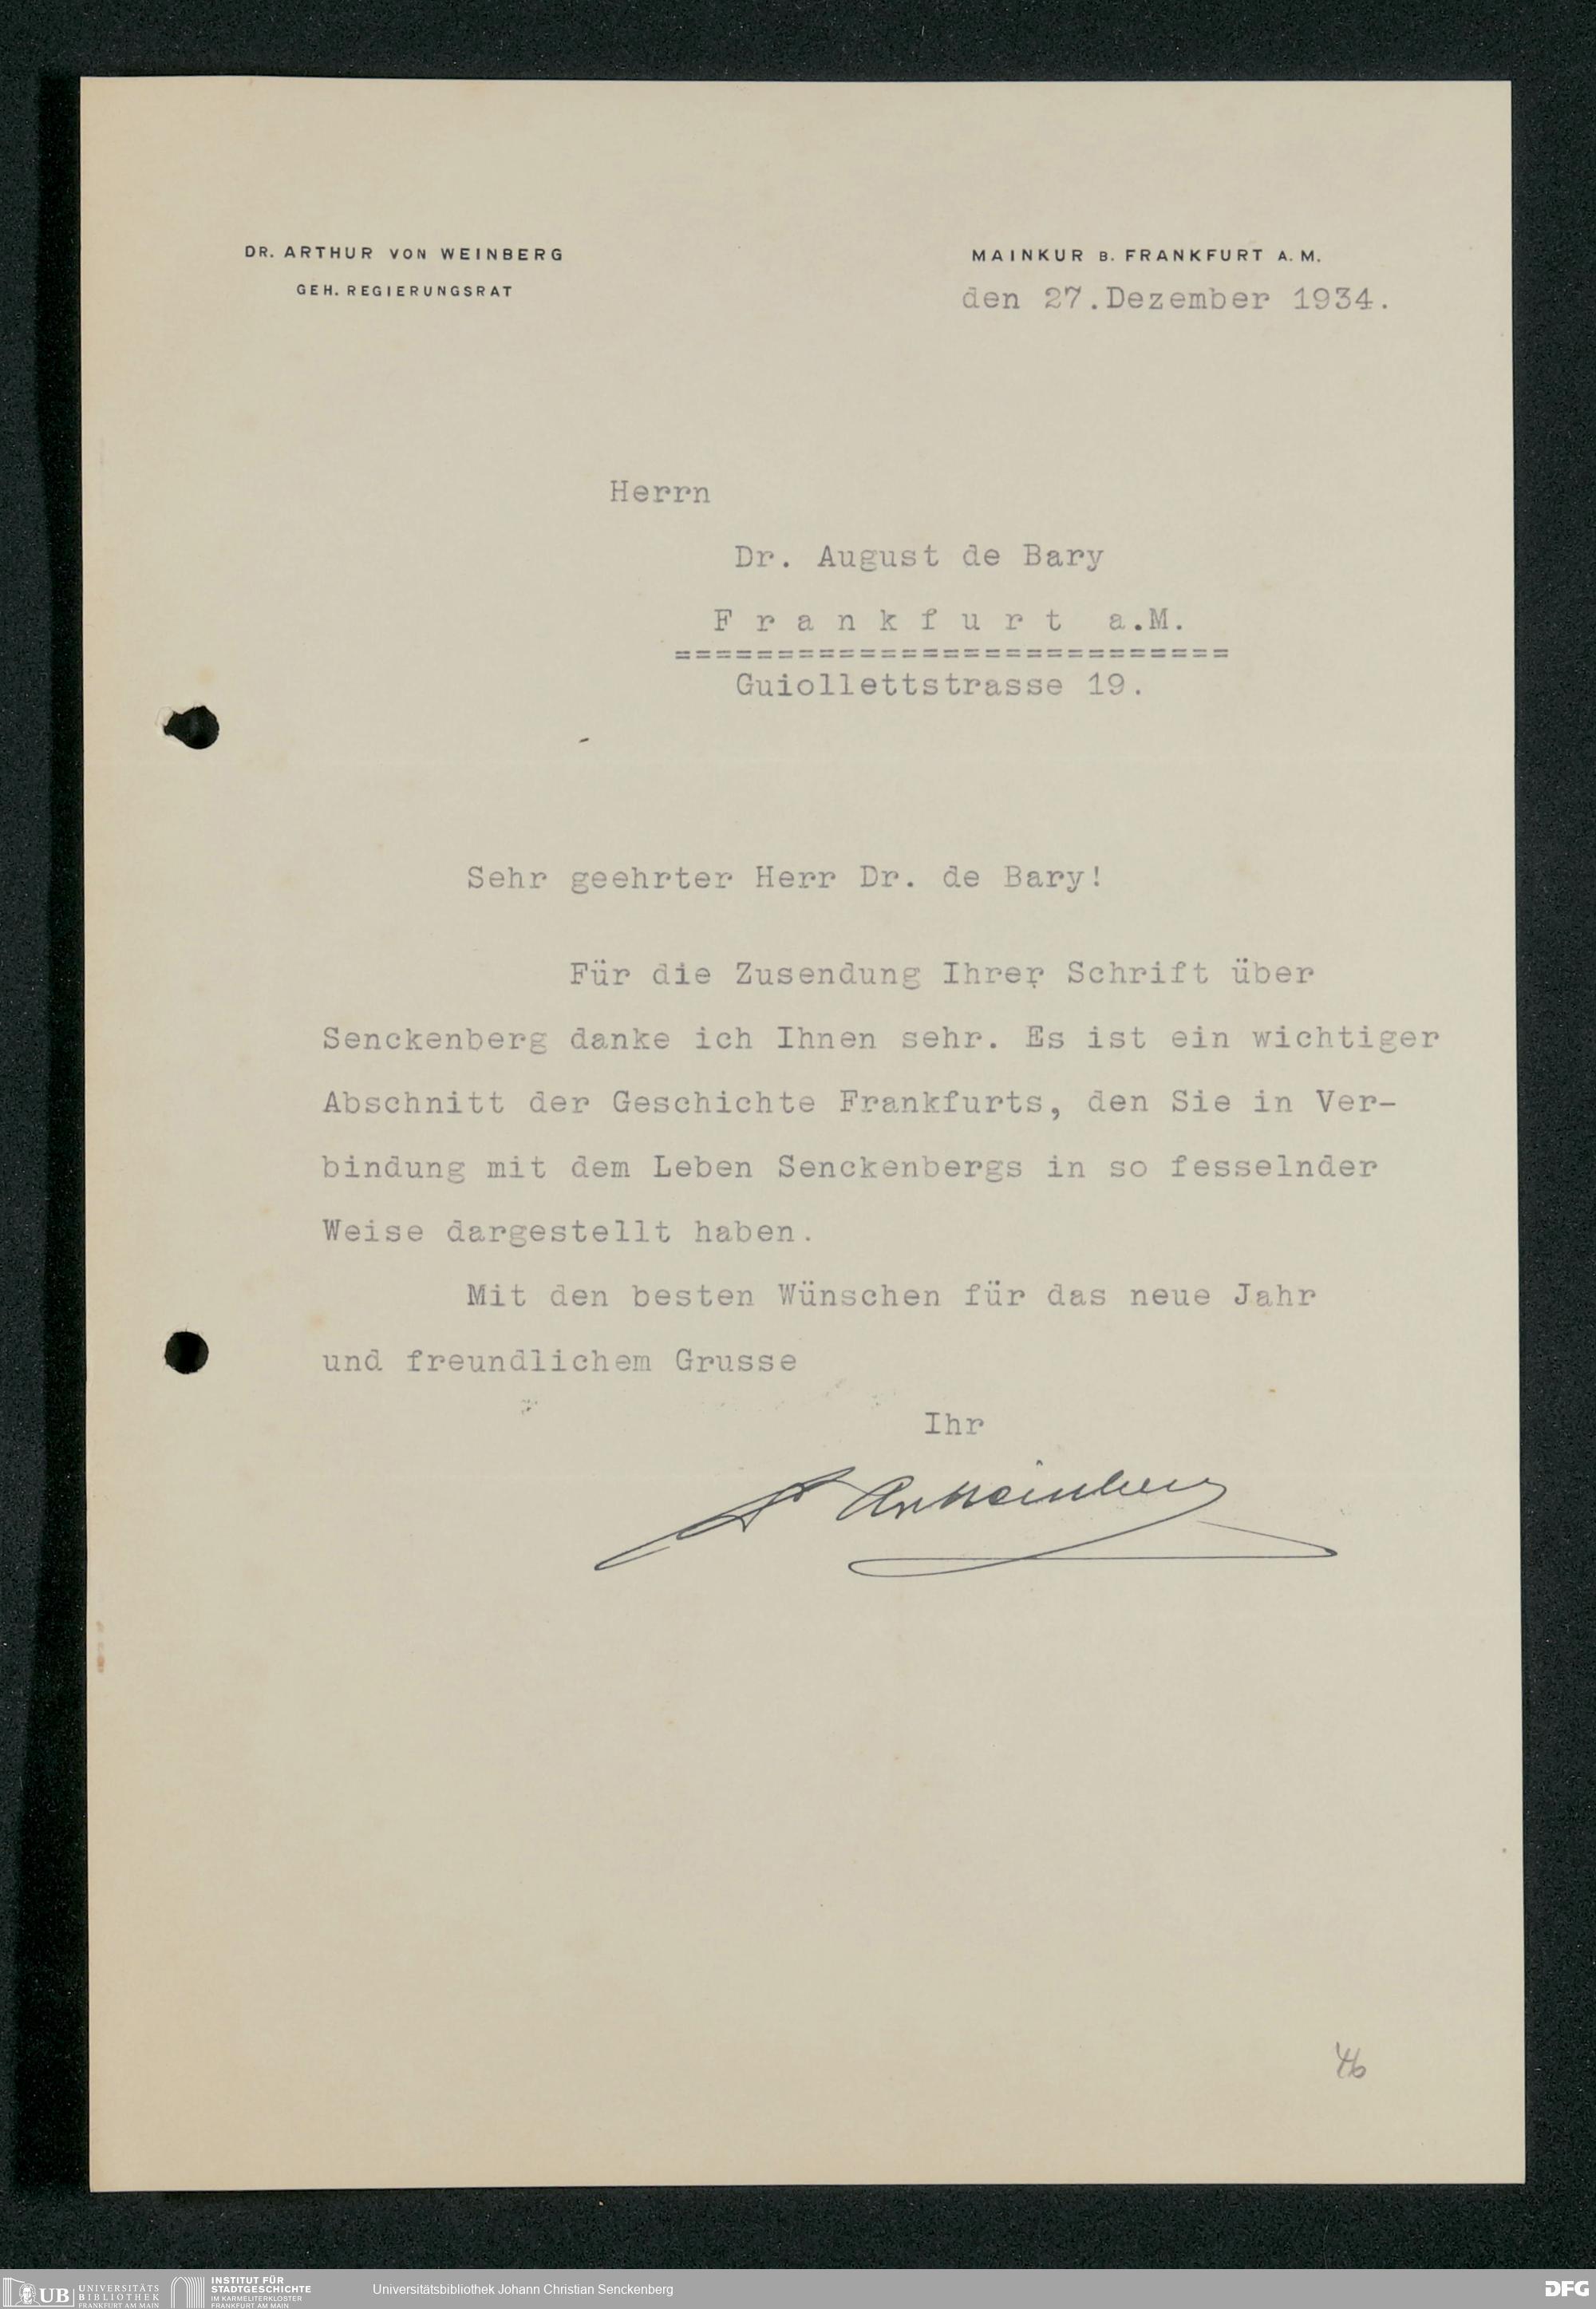 DR. ARTHUR VON WEINBERG
GEH. REGIERUNGSRAT
MAINKUR B. FRANKFURT A. M.
den 27.Dezember 1934.
Herrn
Dr. August de Bary
F r a n k f u r t a.M.
===========================
Guiollettstrasse 19.
Sehr geehrter Herr Dr. de Bary!
Für die Zusendung Ihrer Schrift über
Senckenberg danke ich Ihnen sehr. Es ist ein wichtiger
Abschnitt der Geschichte Frankfurts, den Sie in Ver-
bindung mit dem Leben Senckenbergs in so fesselnder
Weise dargestellt haben.
Mit den besten Wünschen für das neue Jahr
und freundlichem Grusse
Ihr
46
UB UNIVERSITÄTS
BIBLIOTHEK
FRANKFURT AM MAIN
INSTITUT FÜR
STADTGESCHICHTE
IM KARMELITERKLOSTER
FRANKFURT AM MAIN
Universitätsbibliothek Johann Christian Senckenberg
DFG